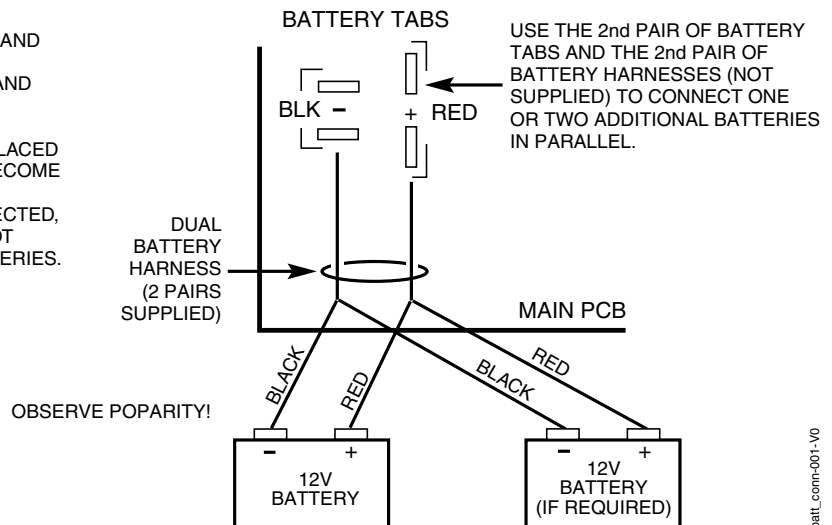 AND
AND
LACED
ECOME
ECTED,
OT
ERIES.
BATTERY TABS
BLK -
+ RED
USE THE 2nd PAIR OF BATTERY
TABS AND THE 2nd PAIR OF
BATTERY HARNESSES (NOT
SUPPLIED) TO CONNECT ONE
OR TWO ADDITIONAL BATTERIES
IN PARALLEL.
DUAL
BATTERY
HARNESS
(2 PAIRS
SUPPLIED)
MAIN PCB
BLACK
RED
BLACK
RED
OBSERVE POPARITY!
- +
12V
BATTERY
- +
12V
BATTERY
(IF REQUIRED)
batt_conn-001-V0